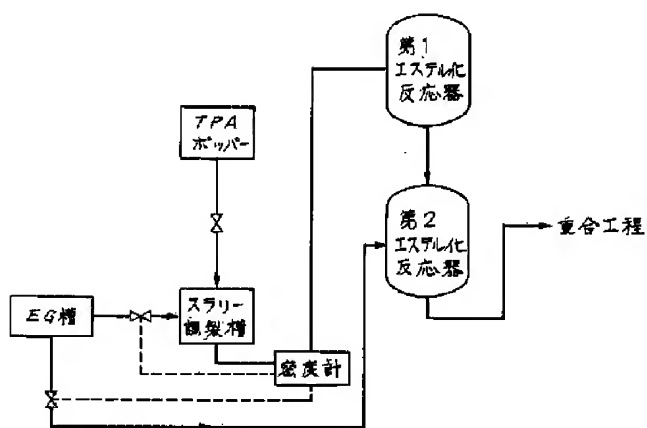 第1
エステル化
反応器
TPA
ホッパー
第2
エステル化
反応器
重合工程
EG槽
スラリー
調製槽
密度計